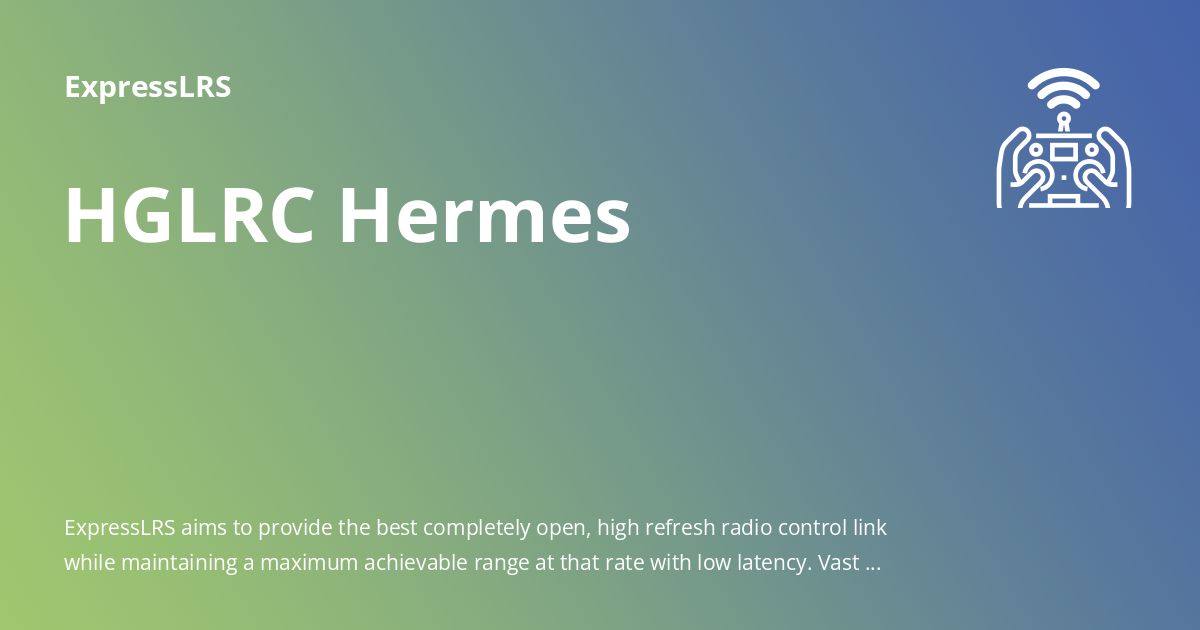 ExpressLRS
HGLRC Hermes
ExpressLRS aims to provide the best completely open, high refresh radio control link
while maintaining a maximum achievable range at that rate with low latency. Vast ...